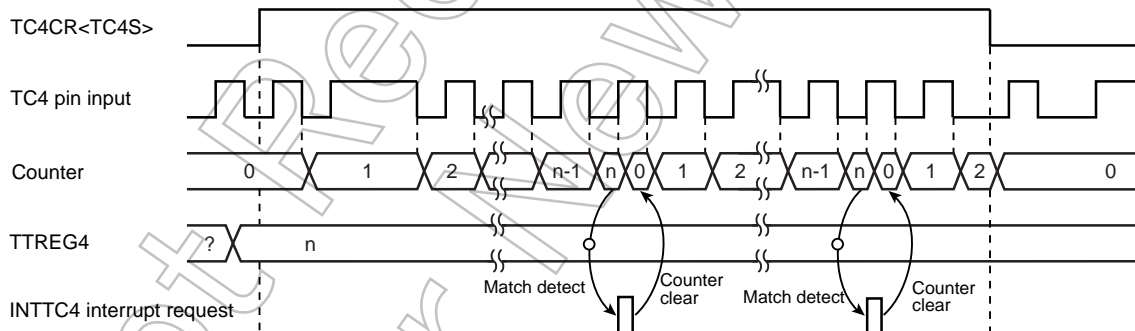 TC4CR<TC4S>
TC4 pin input
Counter 0 1 2 n-1 n 0 1 2 n-1 n 0 1 2 0
TTREG4 ? n
Match detect Counter clear Match detect Counter clear
INTTC4 interrupt request